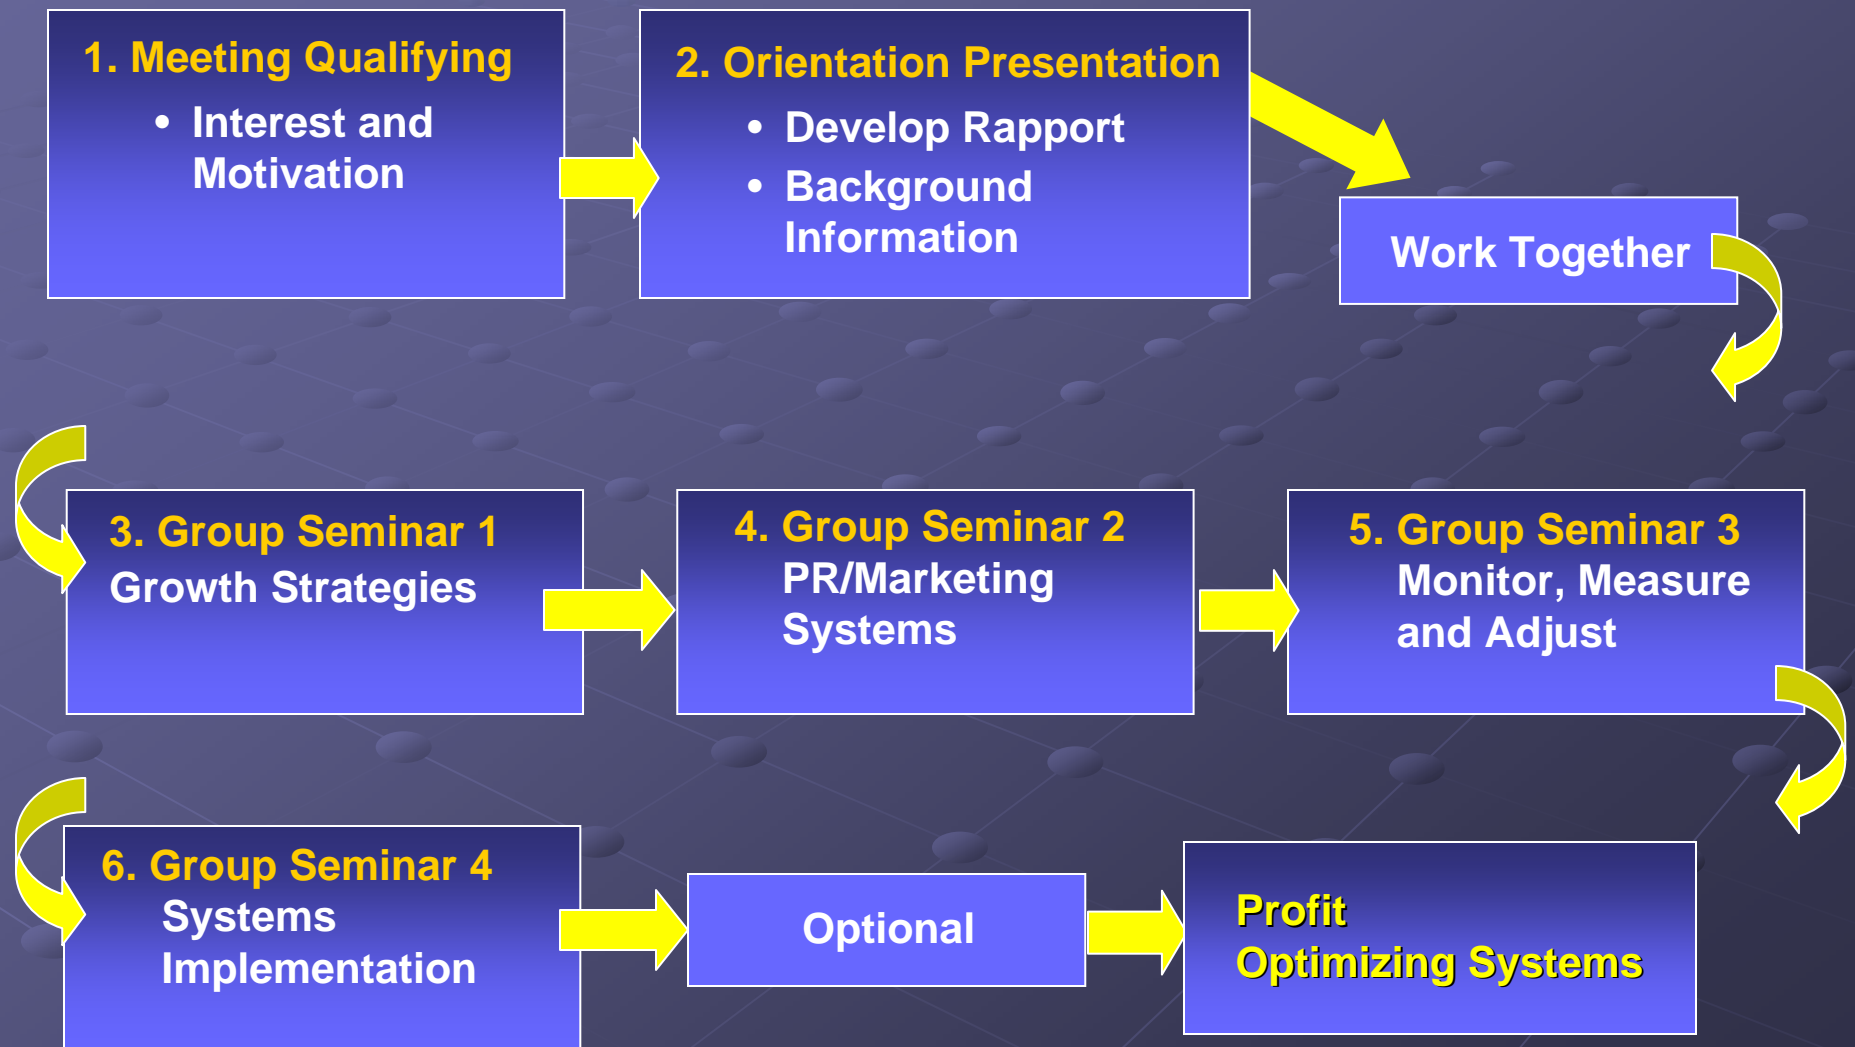 1. Meeting Qualifying
• Interest and
Motivation
2. Orientation Presentation
• Develop Rapport
• Background
Information
Work Together
3. Group Seminar 1
Growth Strategies
4. Group Seminar 2
PR/Marketing
Systems
5. Group Seminar 3
Monitor, Measure
and Adjust
6. Group Seminar 4
Systems
Implementation
Optional
Profit
Optimizing Systems